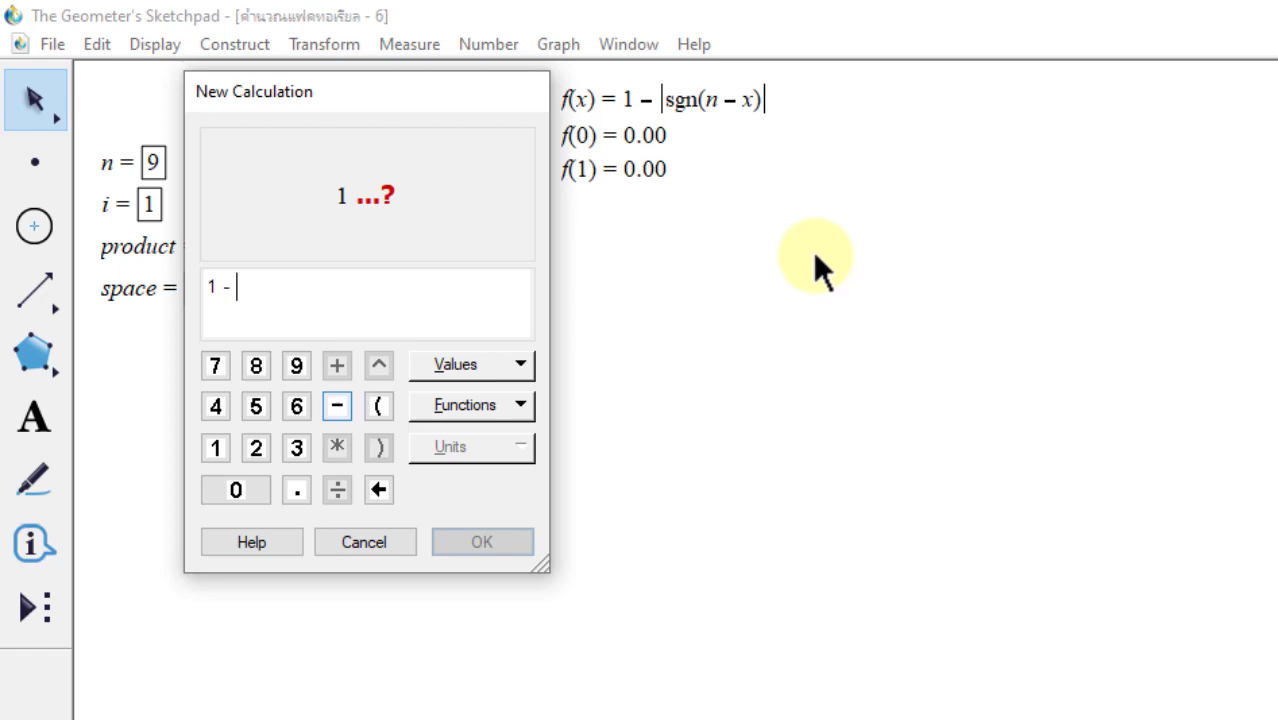 The Geometer's Sketchpad - [คำนวณแฟคทอเรียล - 6]
File Edit Display Construct Transform Measure Number Graph Window Help
New Calculation
f(x) = 1 - |sgn(n - x)|
f(0) = 0.00
f(1) = 0.00
n = 9
i = 1
product =
space =
1 ...?
1 -
7 8 9 + ^ Values
4 5 6 - ( Functions
1 2 3 * ) Units
0 . ÷ ←
Help Cancel OK
A
i